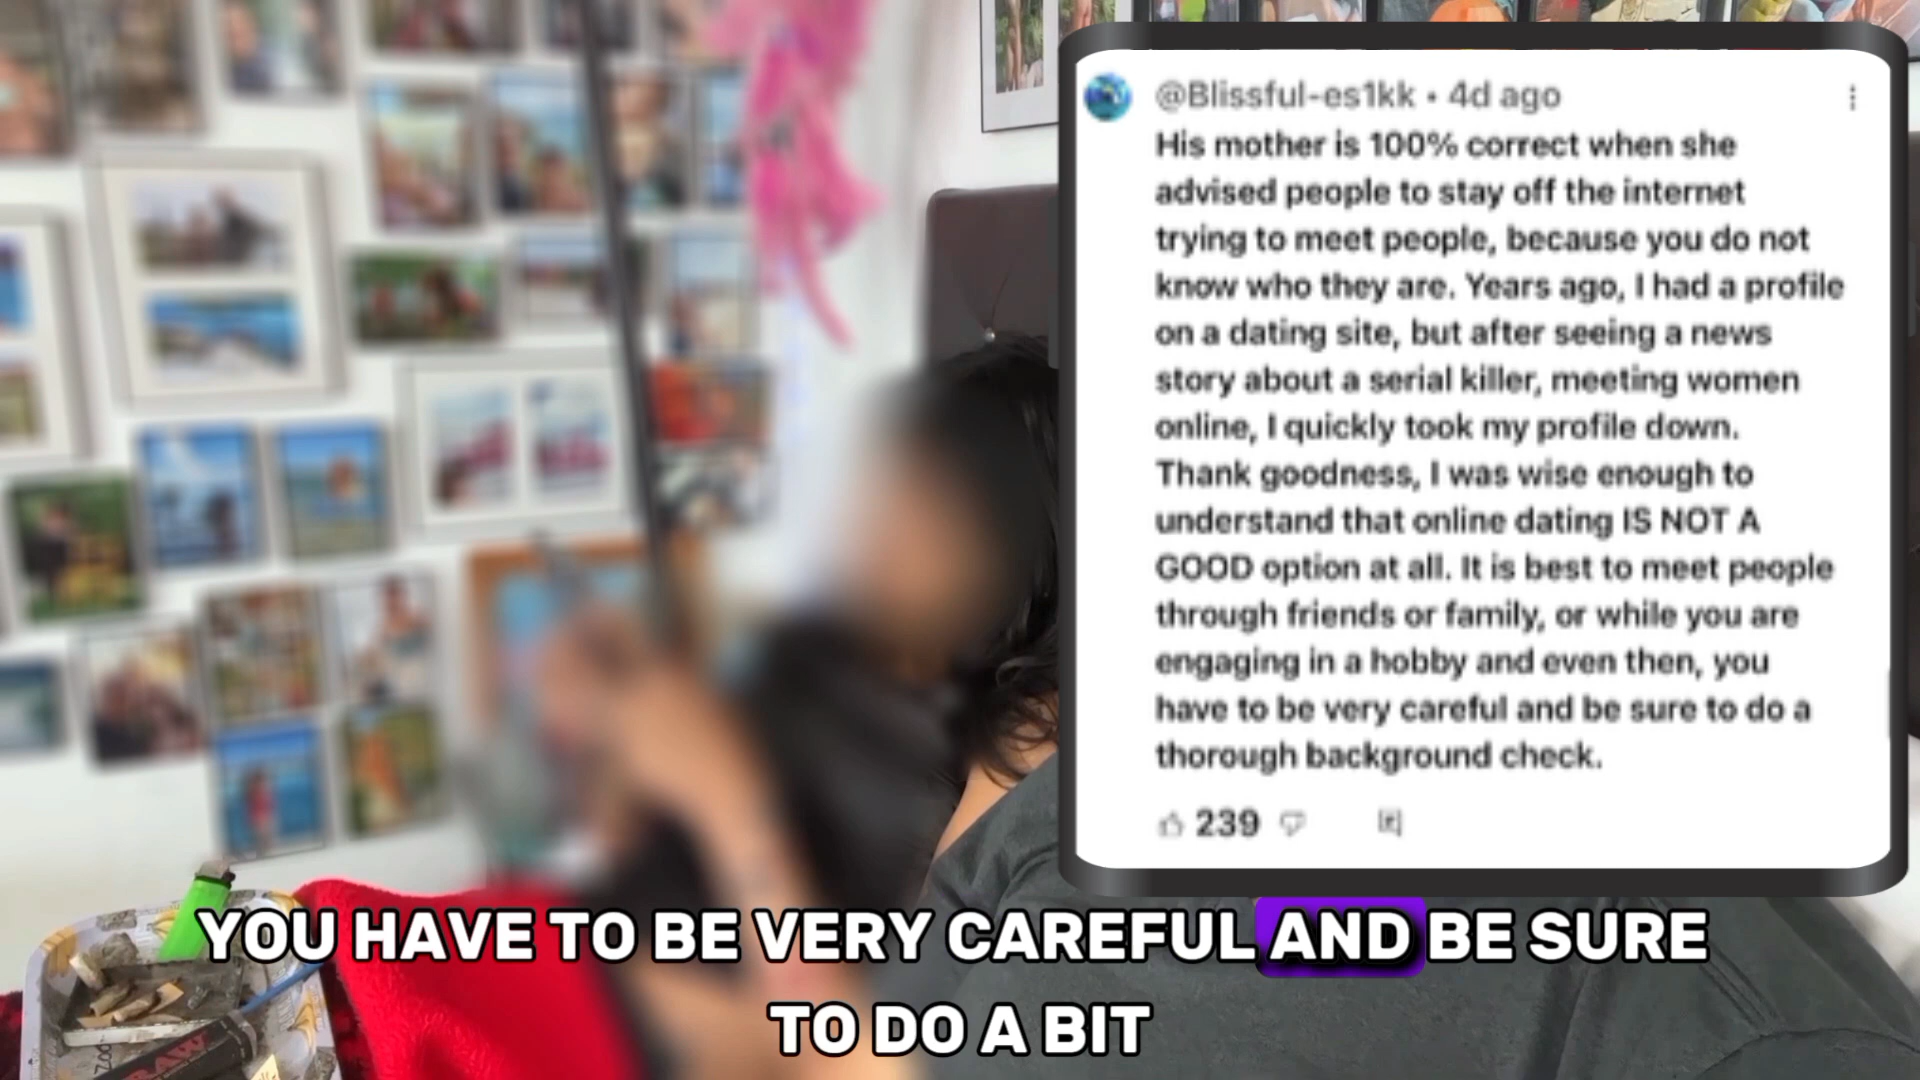 @Blissful-es1kk • 4d ago
His mother is 100% correct when she
advised people to stay off the internet
trying to meet people, because you do not
know who they are. Years ago, I had a profile
on a dating site, but after seeing a news
story about a serial killer, meeting women
online, I quickly took my profile down.
Thank goodness, I was wise enough to
understand that online dating IS NOT A
GOOD option at all. It is best to meet people
through friends or family, or while you are
engaging in a hobby and even then, you
have to be very careful and be sure to do a
thorough background check.
239
YOU HAVE TO BE VERY CAREFUL AND BE SURE
TO DO A BIT
RAW